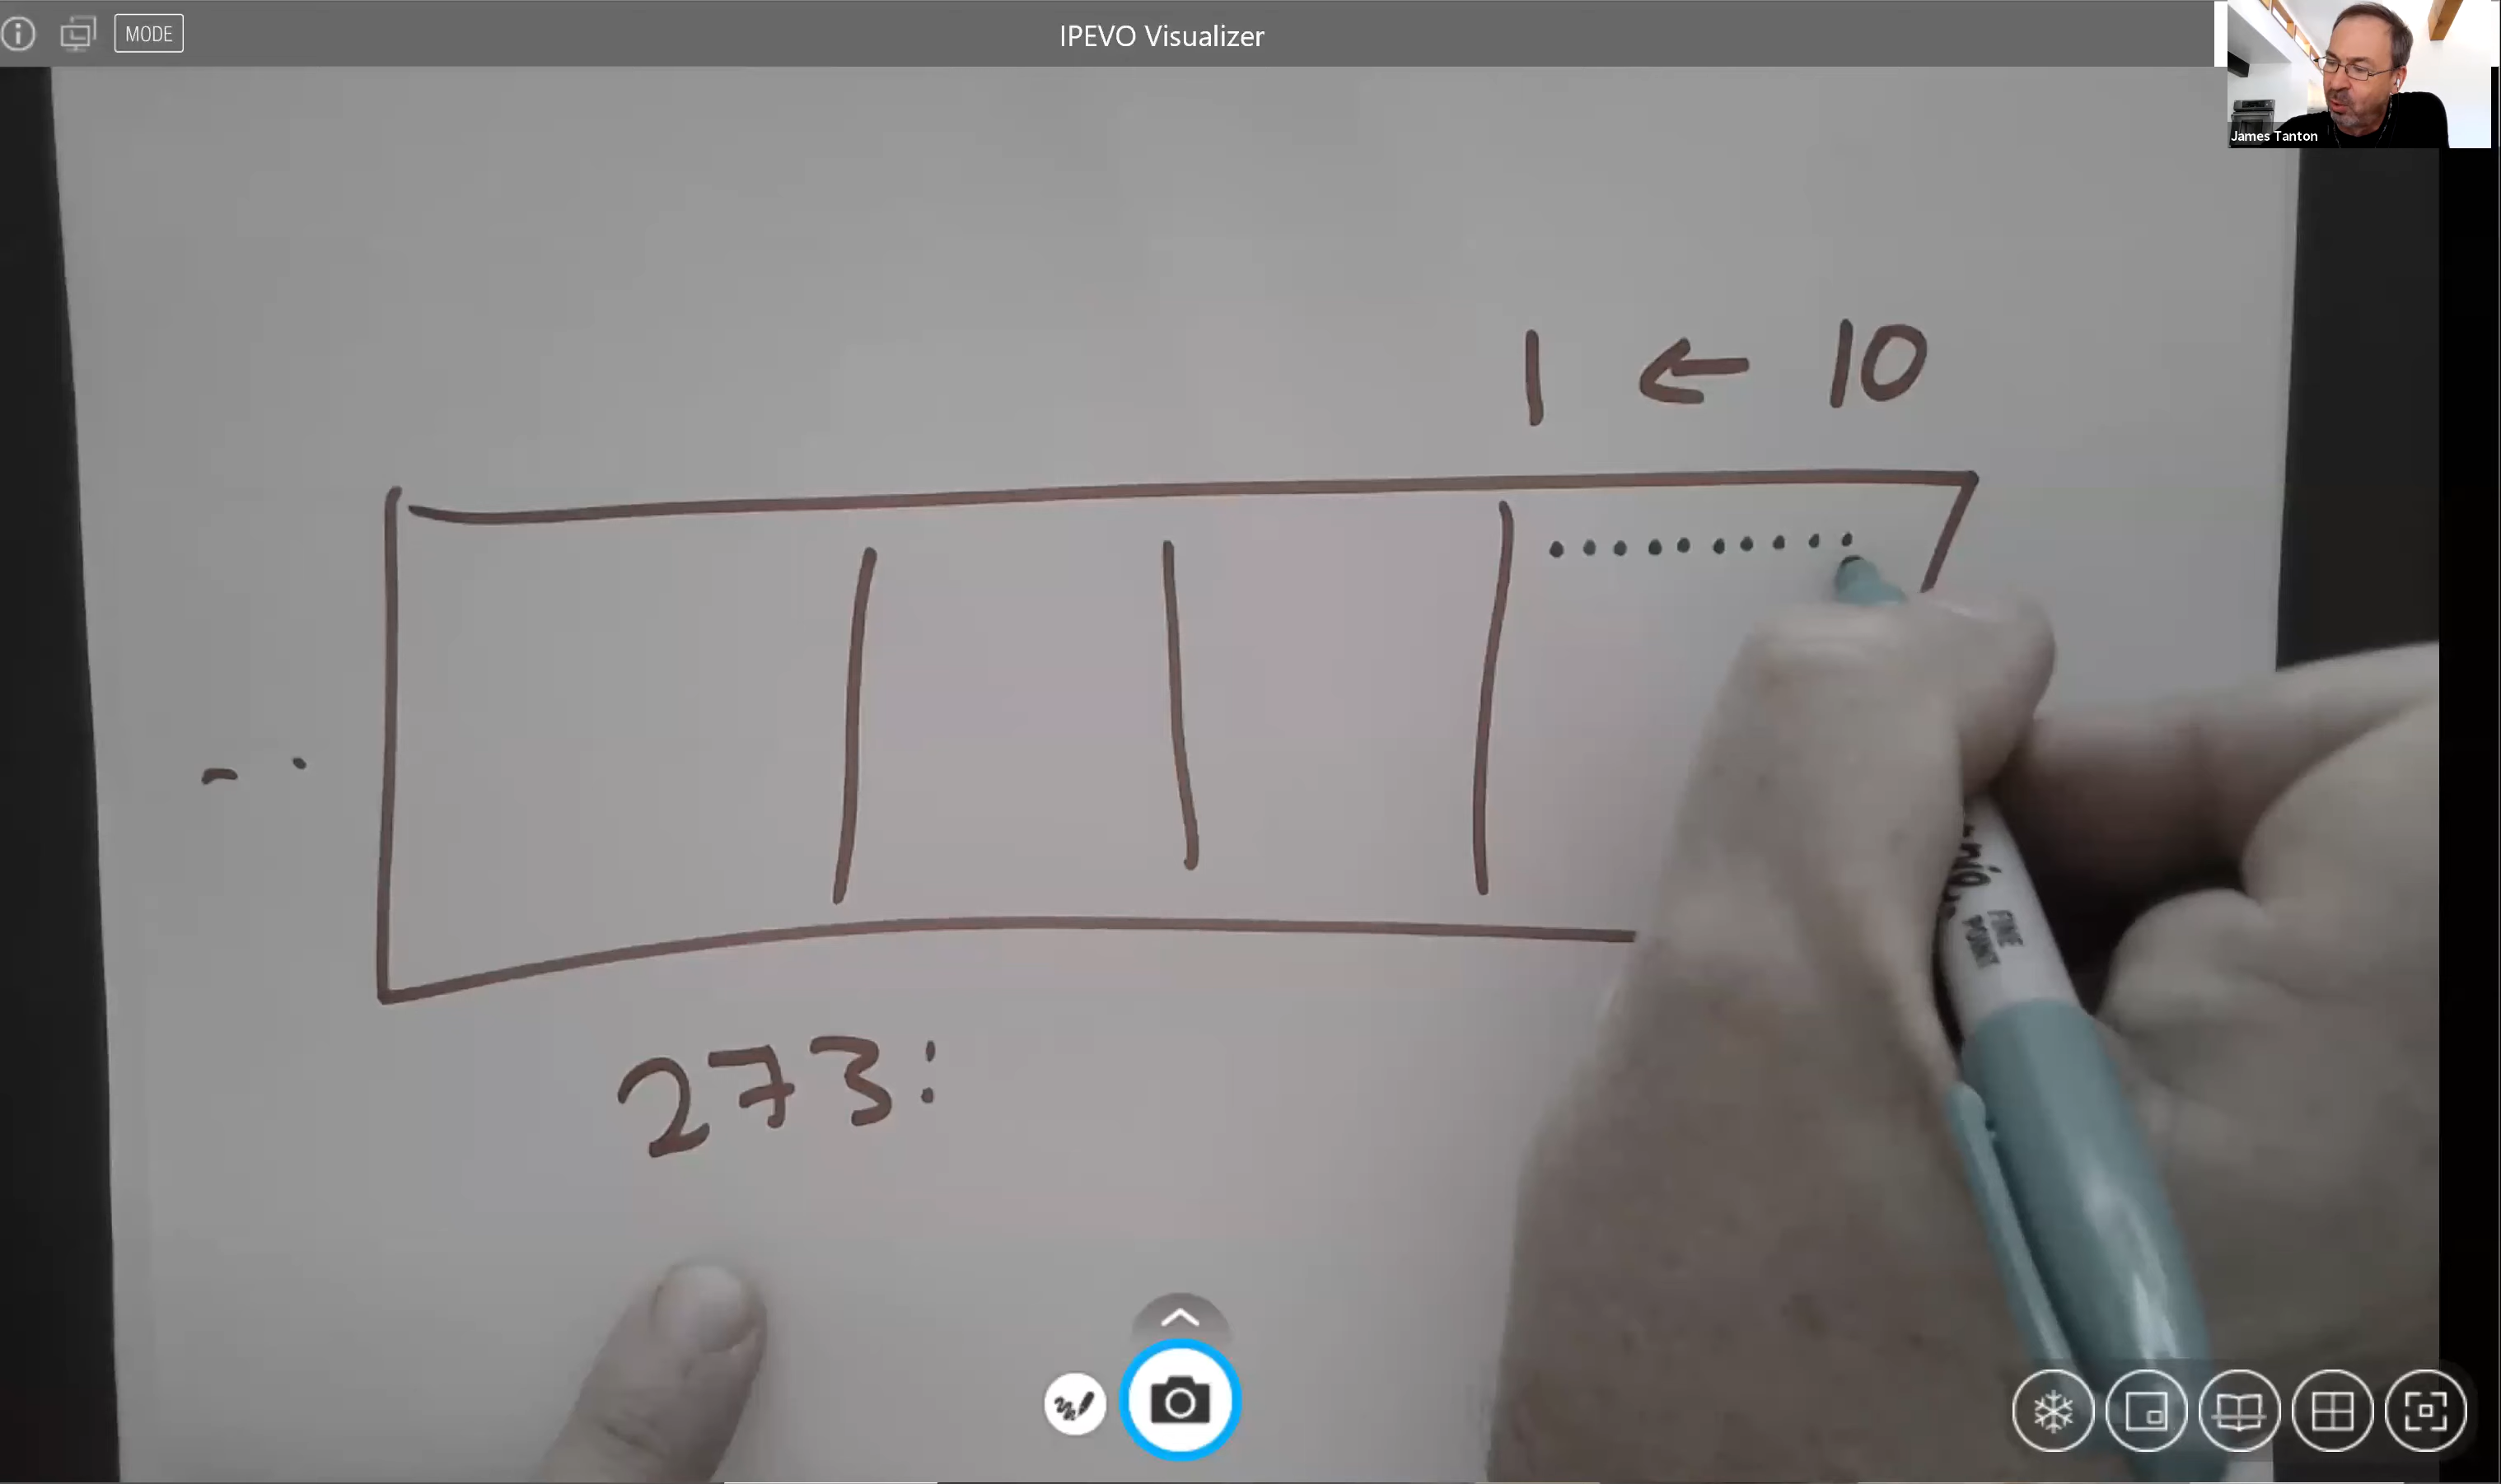 MODE
IPEVO Visualizer
James Tanton
1 ← 10
273:
FINE
POINT